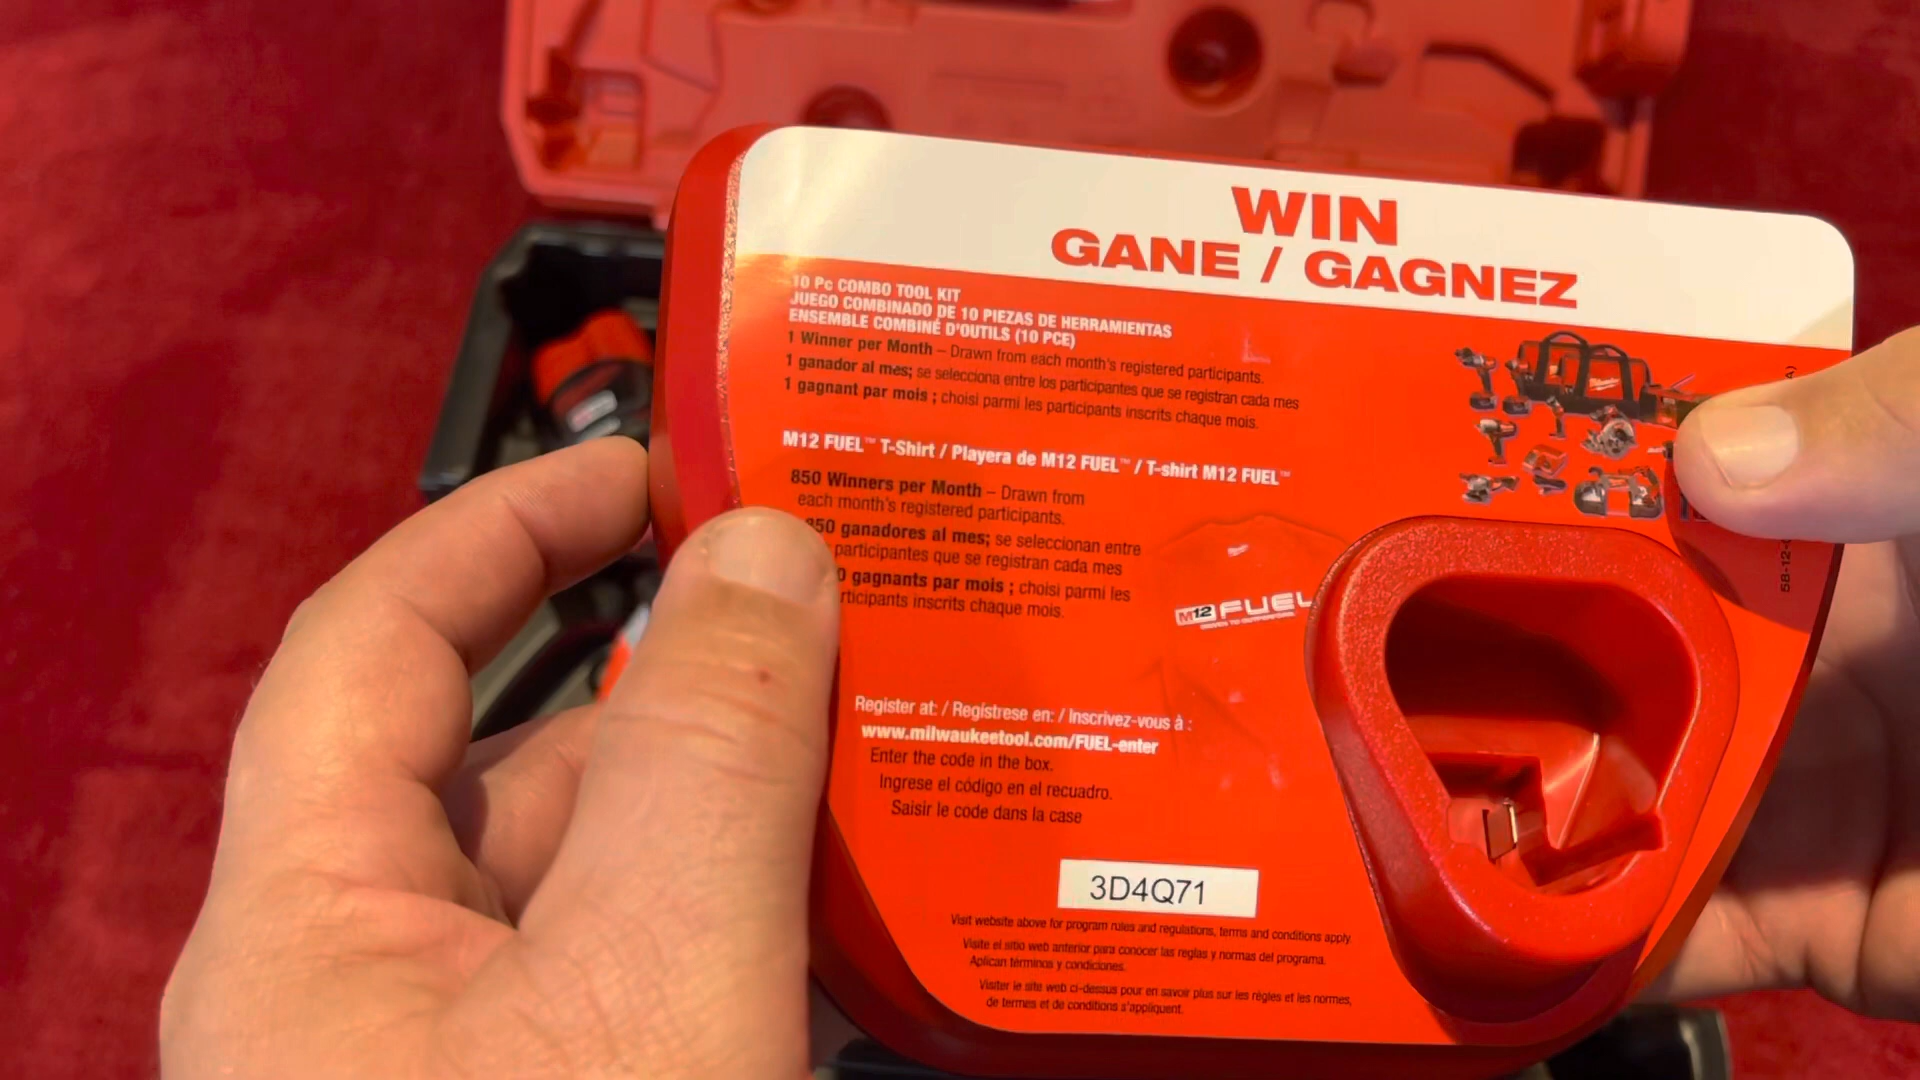 WIN
GANE / GAGNEZ
10 Pc COMBO TOOL KIT
JUEGO COMBINADO DE 10 PIEZAS DE HERRAMIENTAS
ENSEMBLE COMBINÉ D'OUTILS (10 PCE)
1 Winner per Month – Drawn from each month's registered participants.
1 ganador al mes; se selecciona entre los participantes que se registran cada mes
1 gagnant par mois ; choisi parmi les participants inscrits chaque mois.
M12 FUEL™ T-Shirt / Playera de M12 FUEL™ / T-shirt M12 FUEL™
850 Winners per Month – Drawn from
each month's registered participants.
850 ganadores al mes; se seleccionan entre
participantes que se registran cada mes
0 gagnants par mois ; choisi parmi les
rticipants inscrits chaque mois.
M12 FUEL
Register at: / Regístrese en: / Inscrivez-vous à :
www.milwaukeetool.com/FUEL-enter
Enter the code in the box.
Ingrese el código en el recuadro.
Saisir le code dans la case
3D4Q71
Visit website above for program rules and regulations, terms and conditions apply.
Visite el sitio web anterior para conocer las reglas y normas del programa.
Aplican términos y condiciones.
Visiter le site web ci-dessus pour en savoir plus sur les règles et les normes,
de termes et de conditions s'appliquent.
58-12-